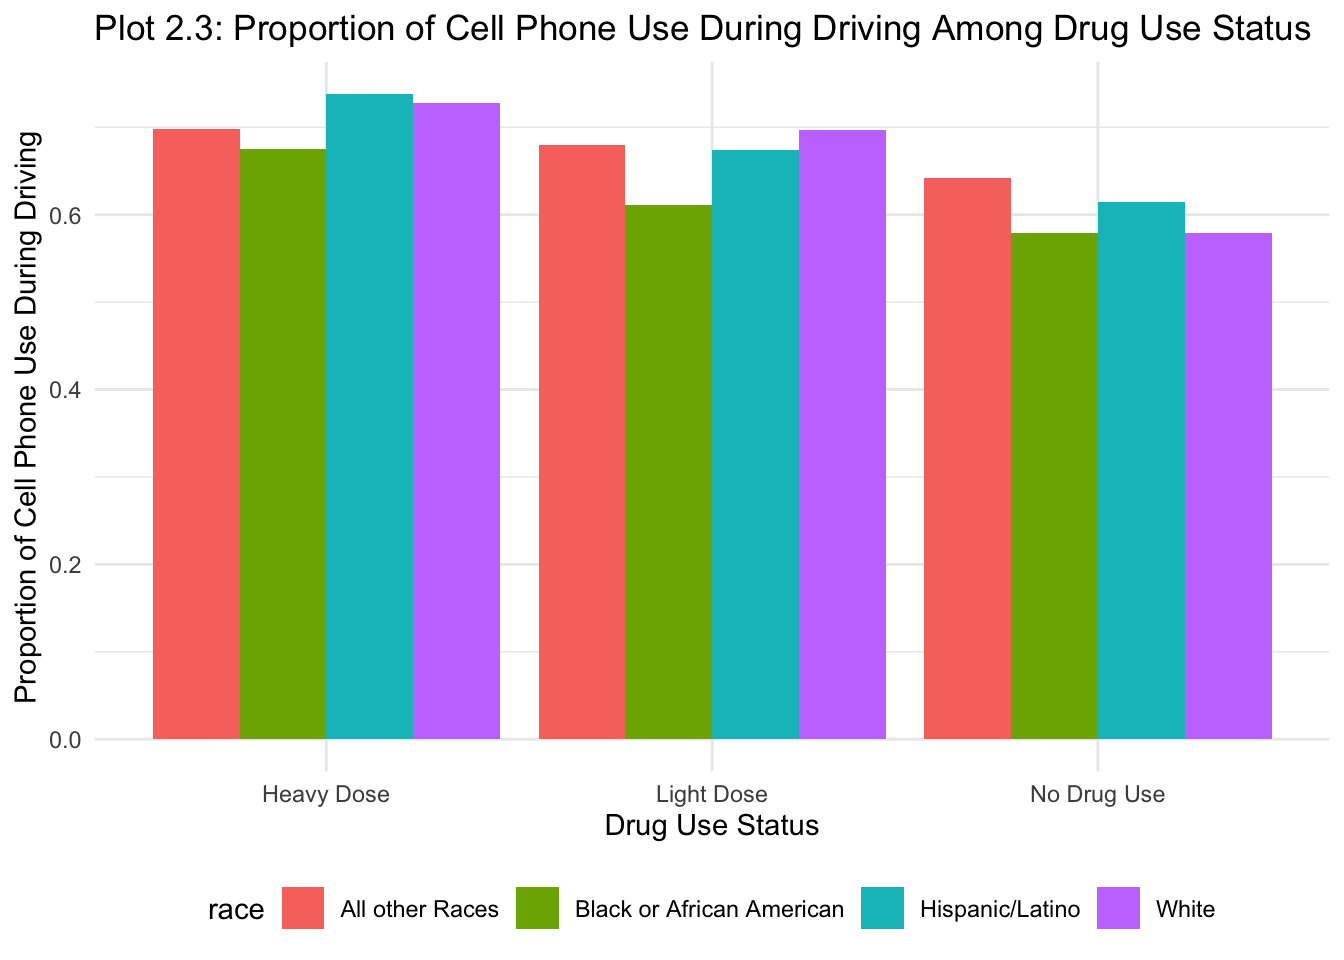 Plot 2.3: Proportion of Cell Phone Use During Driving Among Drug Use Status
Proportion of Cell Phone Use During Driving
0.6
0.4
0.2
0.0
Heavy Dose
Light Dose
No Drug Use
Drug Use Status
race
All other Races
Black or African American
Hispanic/Latino
White